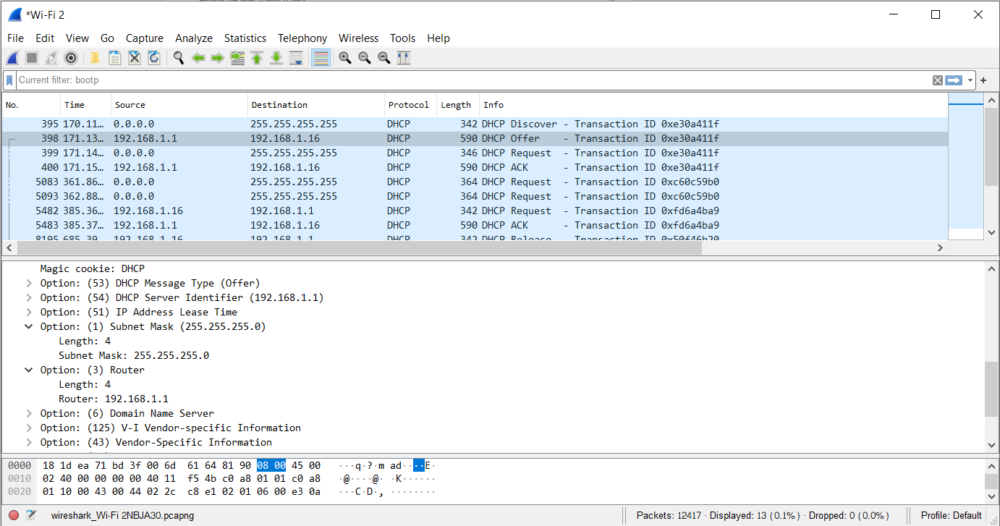 *Wi-Fi 2
File Edit View Go Capture Analyze Statistics Telephony Wireless Tools Help
Current filter: bootp
+
No. Time Source Destination Protocol Length Info
395 170.11… 0.0.0.0 255.255.255.255 DHCP 342 DHCP Discover - Transaction ID 0xe30a411f
398 171.13… 192.168.1.1 192.168.1.16 DHCP 590 DHCP Offer - Transaction ID 0xe30a411f
399 171.14… 0.0.0.0 255.255.255.255 DHCP 346 DHCP Request - Transaction ID 0xe30a411f
400 171.15… 192.168.1.1 192.168.1.16 DHCP 590 DHCP ACK - Transaction ID 0xe30a411f
5083 361.86… 0.0.0.0 255.255.255.255 DHCP 364 DHCP Request - Transaction ID 0xc60c59b0
5093 362.88… 0.0.0.0 255.255.255.255 DHCP 364 DHCP Request - Transaction ID 0xc60c59b0
5482 385.36… 192.168.1.16 192.168.1.1 DHCP 342 DHCP Request - Transaction ID 0xfd6a4ba9
5483 385.37… 192.168.1.1 192.168.1.16 DHCP 590 DHCP ACK - Transaction ID 0xfd6a4ba9
8195 685.39… 192.168.1.16 192.168.1.1 DHCP 342 DHCP Release - Transaction ID 0x50f46b20
Magic cookie: DHCP
Option: (53) DHCP Message Type (Offer)
Option: (54) DHCP Server Identifier (192.168.1.1)
Option: (51) IP Address Lease Time
Option: (1) Subnet Mask (255.255.255.0)
Length: 4
Subnet Mask: 255.255.255.0
Option: (3) Router
Length: 4
Router: 192.168.1.1
Option: (6) Domain Name Server
Option: (125) V-I Vendor-specific Information
Option: (43) Vendor-Specific Information
0000 18 1d ea 71 bd 3f 00 6d 61 64 81 90 08 00 45 00 ···q·?·m ad····E·
0010 02 40 00 00 00 00 40 11 f5 4b c0 a8 01 01 c0 a8 ·@····@· ·K······
0020 01 10 00 43 00 44 02 2c c8 e1 02 01 06 00 e3 0a ···C·D·, ········
wireshark_Wi-Fi 2NBJA30.pcapng Packets: 12417 · Displayed: 13 (0.1%) · Dropped: 0 (0.0%) Profile: Default